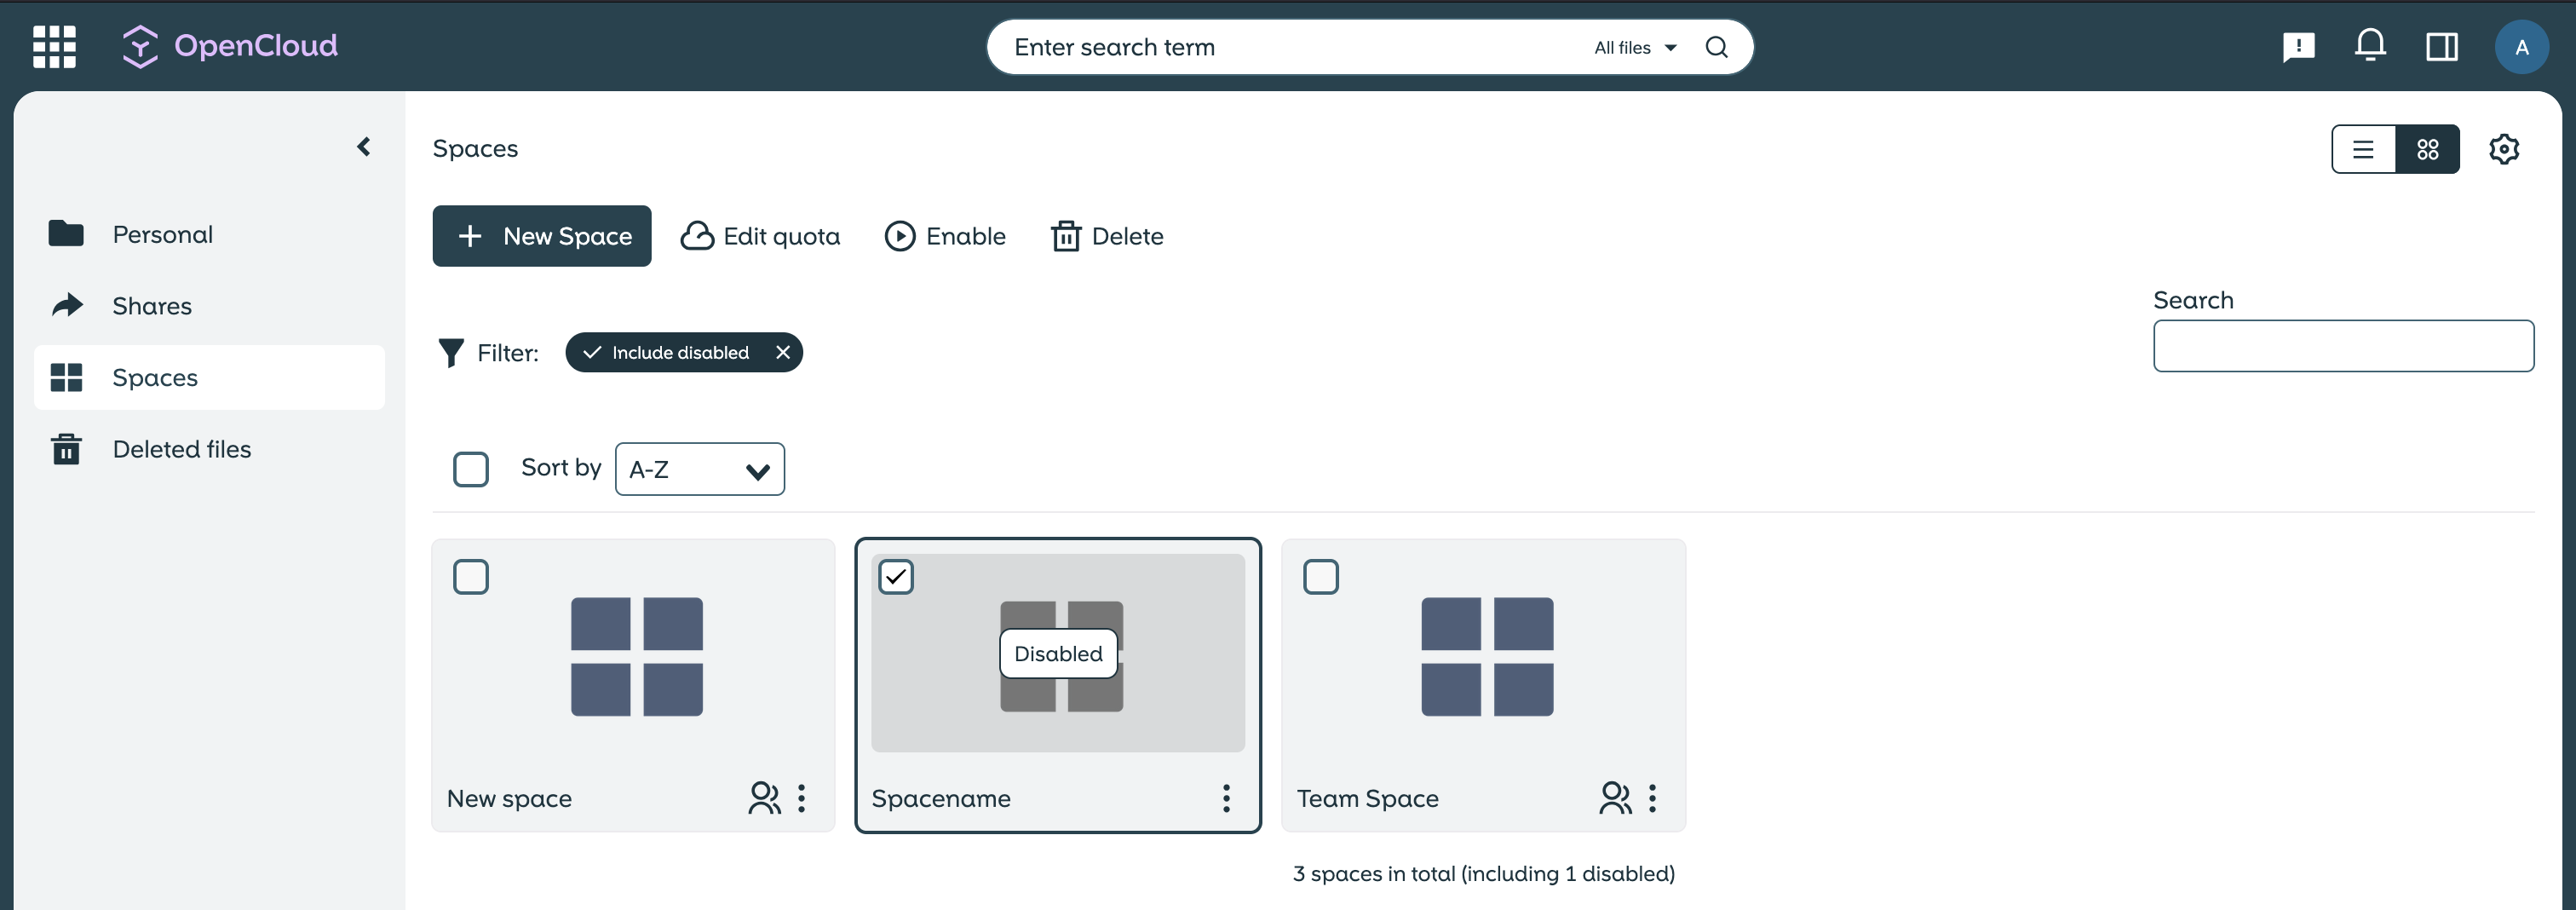 OpenCloud
Enter search term
All files
A
Spaces
Personal
Shares
Spaces
Deleted files
New Space
Edit quota
Enable
Delete
Search
Filter:
Include disabled
Sort by
A-Z
Disabled
New space
Spacename
Team Space
3 spaces in total (including 1 disabled)